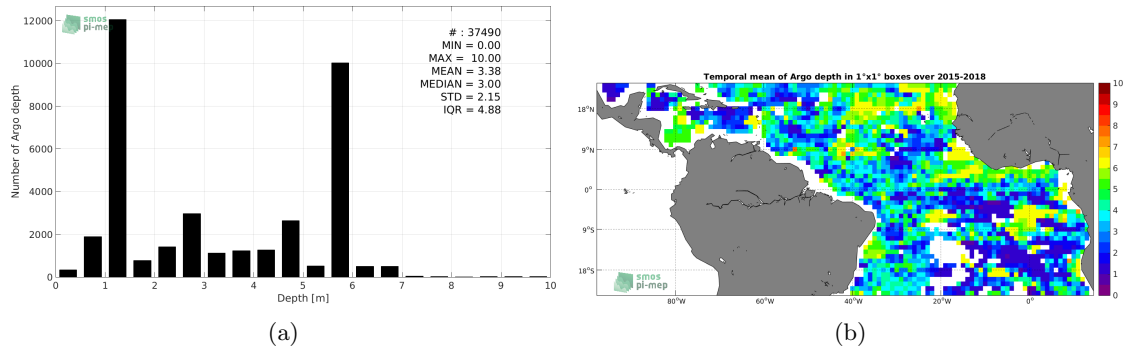 smos
pi-mep
# : 37490
MIN = 0.00
MAX = 10.00
MEAN = 3.38
MEDIAN = 3.00
STD = 2.15
IQR = 4.88
12000
10000
8000
6000
4000
2000
0
Number of Argo depth
0 1 2 3 4 5 6 7 8 9 10
Depth [m]
(a)
Temporal mean of Argo depth in 1°x1° boxes over 2015-2018
18°N
9°N
0°
9°S
18°S
80°W 60°W 40°W 20°W 0°
10
9
8
7
6
5
4
3
2
1
0
smos
pi-mep
(b)